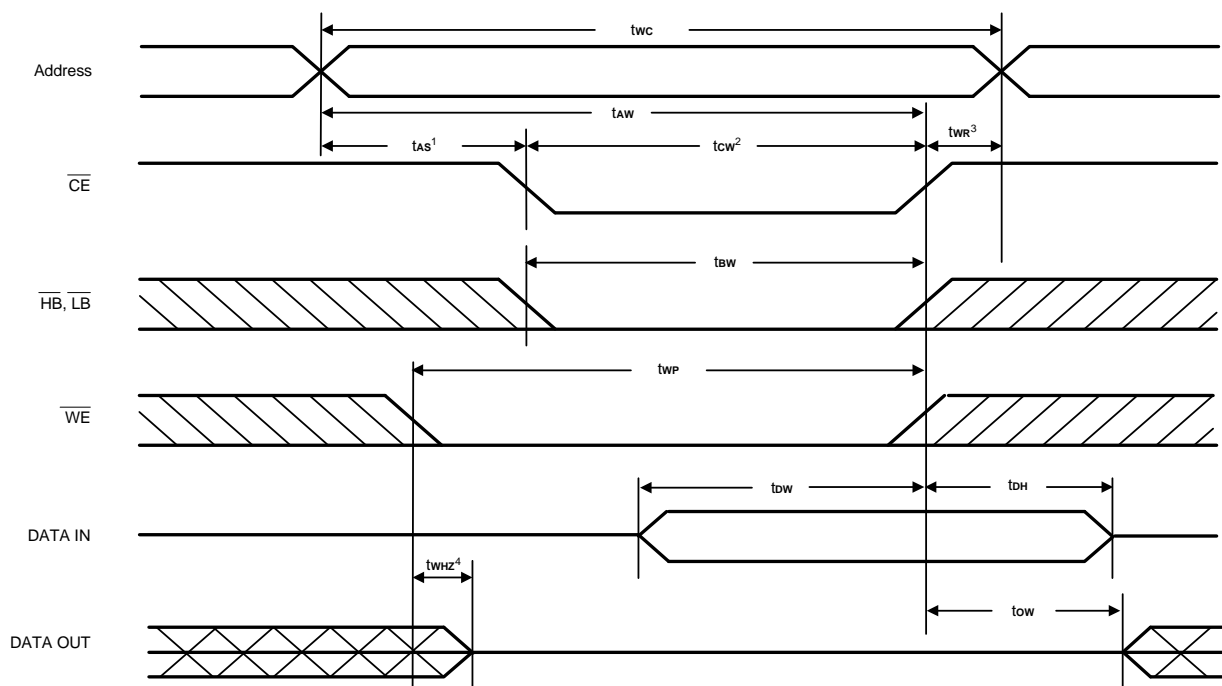 tWC
Address
tAW
tAS1 tCW2 tWR3
CE
tBW
HB, LB
tWP
WE
tDW tDH
DATA IN
tWHZ4
tOW
DATA OUT